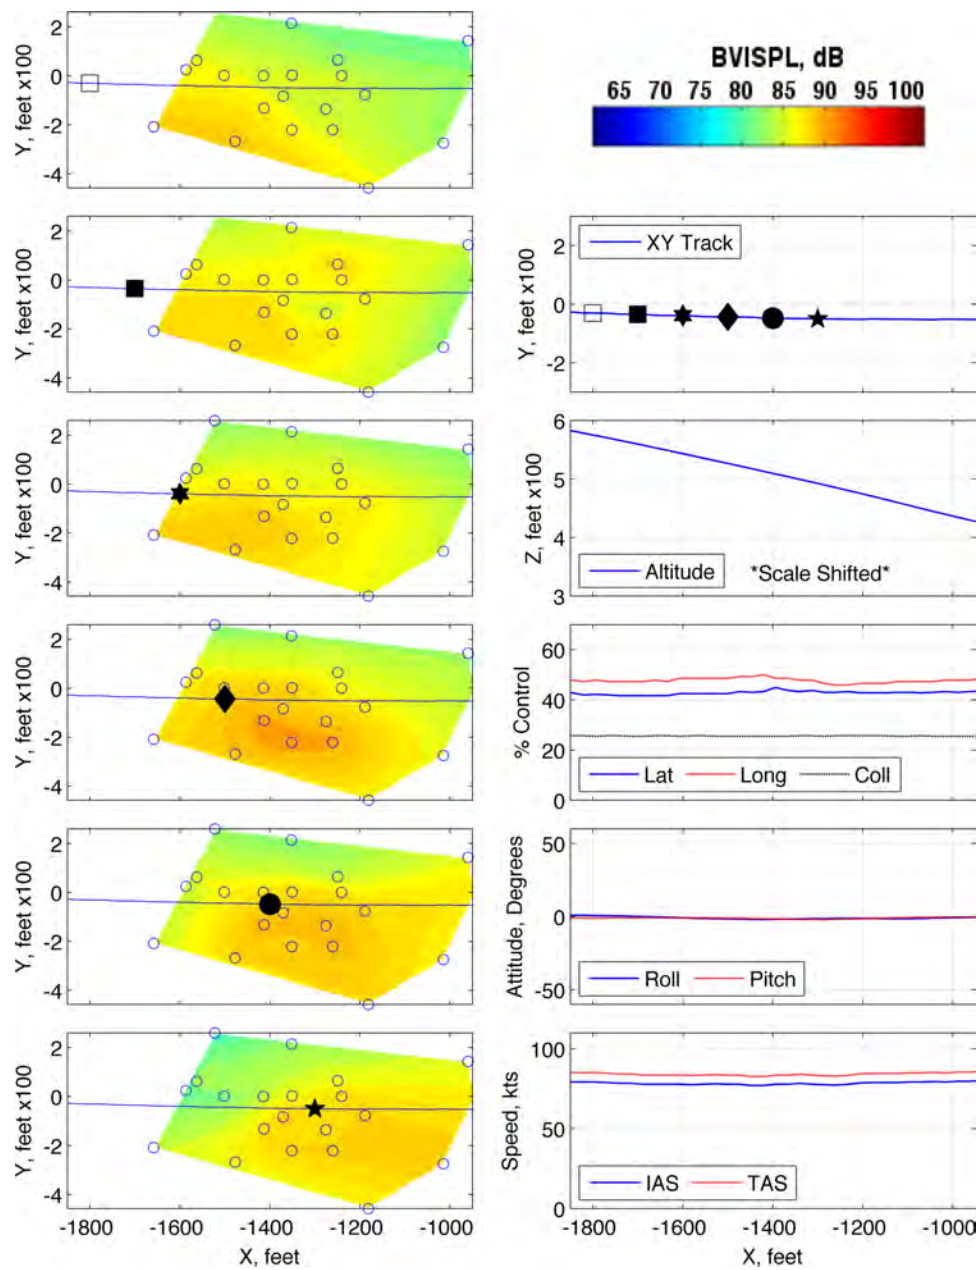 BVISPL, dB
65 70 75 80 85 90 95 100
Y, feet x100
2
0
-2
-4
Y, feet x100
2
0
-2
-4
XY Track
Y, feet x100
2
0
-2
Y, feet x100
2
0
-2
-4
Z, feet x100
6
5
4
3
Altitude *Scale Shifted*
Y, feet x100
2
0
-2
-4
% Control
60
40
20
0
Lat Long Coll
Y, feet x100
2
0
-2
-4
Attitude, Degrees
50
0
-50
Roll Pitch
Y, feet x100
2
0
-2
-4
-1800 -1600 -1400 -1200 -1000
X, feet
Speed, kts
100
50
0
IAS TAS
-1800 -1600 -1400 -1200 -1000
X, feet